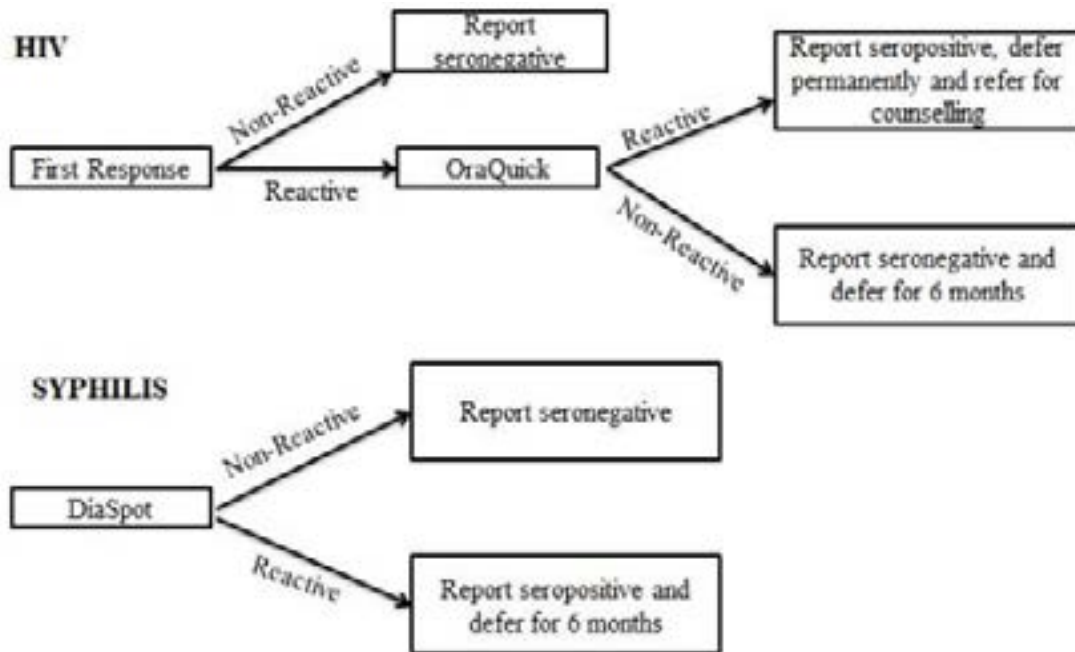 HIV
Report
seronegative
Non-Reactive
First Response
Reactive
OraQuick
Reactive
Report seropositive, defer
permanently and refer for
counselling
Non-Reactive
Report seronegative and
defer for 6 months
SYPHILIS
Non-Reactive
Report seronegative
DiaSpot
Reactive
Report seropositive and
defer for 6 months